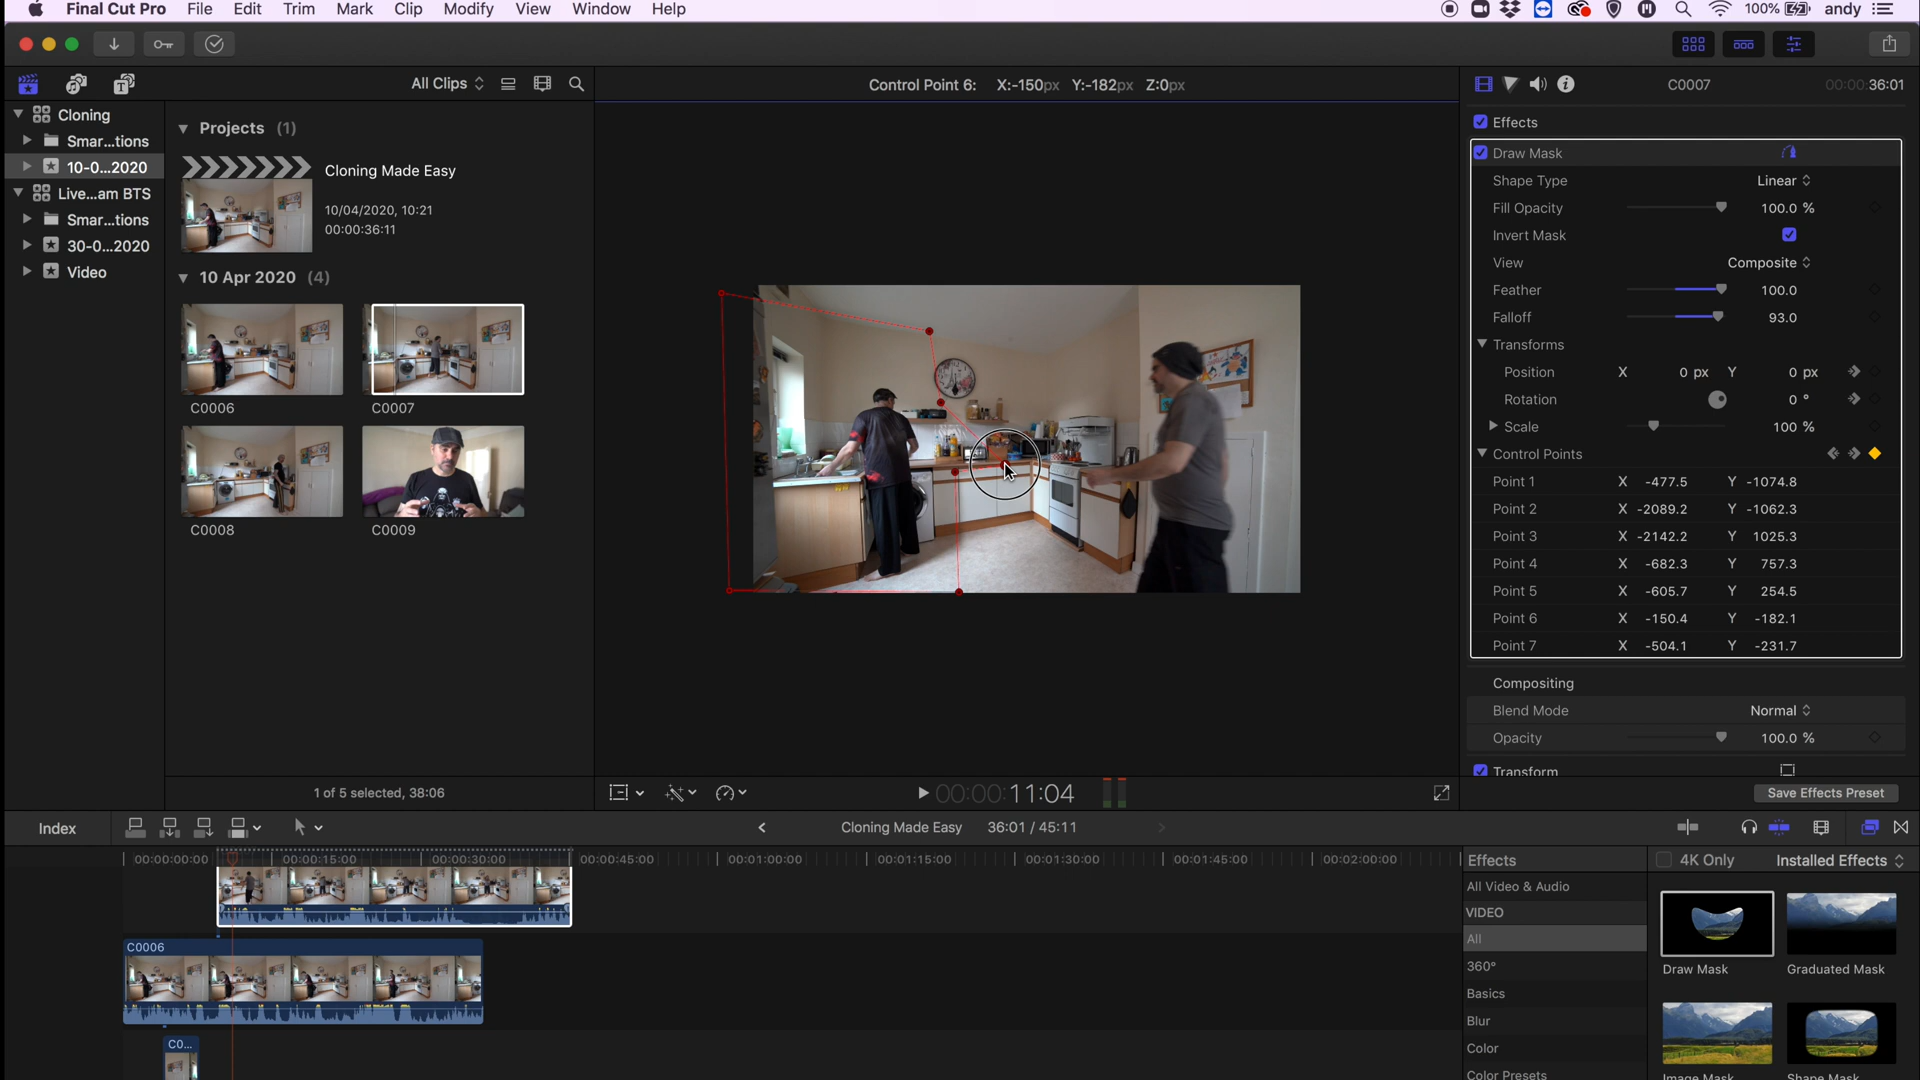 Final Cut Pro File Edit Trim Mark Clip Modify View Window Help 100% andy
All Clips Control Point 6: X:-150px Y:-182px Z:0px C0007 00:00:36:01
Cloning
Smar...tions
10-0...2020
Live...am BTS
Smar...tions
30-0...2020
Video
Projects (1)
Cloning Made Easy
10/04/2020, 10:21
00:00:36:11
10 Apr 2020 (4)
C0006 C0007
C0008 C0009
1 of 5 selected, 38:06
00:00:00:11:04
Effects
Draw Mask
Shape Type Linear
Fill Opacity 100.0 %
Invert Mask
View Composite
Feather 100.0
Falloff 93.0
Transforms
Position X 0 px Y 0 px
Rotation 0 °
Scale 100 %
Control Points
Point 1 X -477.5 Y -1074.8
Point 2 X -2089.2 Y -1062.3
Point 3 X -2142.2 Y 1025.3
Point 4 X -682.3 Y 757.3
Point 5 X -605.7 Y 254.5
Point 6 X -150.4 Y -182.1
Point 7 X -504.1 Y -231.7
Compositing
Blend Mode Normal
Opacity 100.0 %
Transform
Save Effects Preset
Index Cloning Made Easy 36:01 / 45:11
00:00:00:00 00:00:15:00 00:00:30:00 00:00:45:00 00:01:00:00 00:01:15:00 00:01:30:00 00:01:45:00 00:02:00:00
C0006
C0...
Effects 4K Only Installed Effects
All Video & Audio
VIDEO
All
360°
Basics
Blur
Color
Color Presets
Draw Mask Graduated Mask
Image Mask Shape Mask